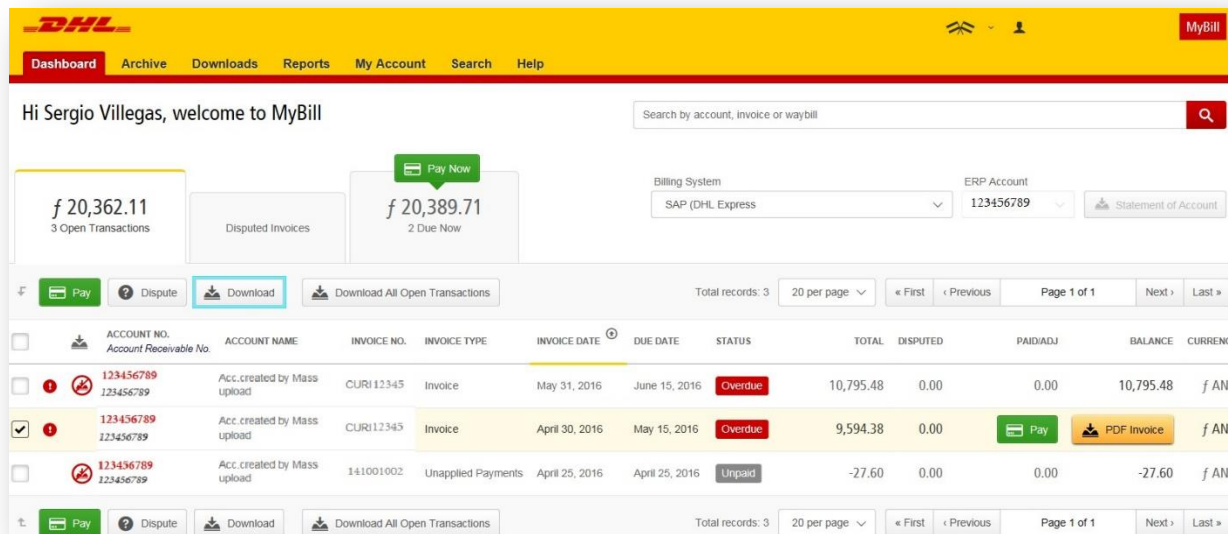 DHL
MyBill
Dashboard Archive Downloads Reports My Account Search Help
Hi Sergio Villegas, welcome to MyBill
Search by account, invoice or waybill
Pay Now
ƒ 20,362.11
3 Open Transactions
Disputed Invoices
ƒ 20,389.71
2 Due Now
Billing System
SAP (DHL Express
ERP Account
123456789
Statement of Account
Pay Dispute Download Download All Open Transactions Total records: 3 20 per page « First ‹ Previous Page 1 of 1 Next › Last »
ACCOUNT NO. ACCOUNT NAME INVOICE NO. INVOICE TYPE INVOICE DATE DUE DATE STATUS TOTAL DISPUTED PAID/ADJ BALANCE CURRENC
Account Receivable No.
123456789 Acc.created by Mass CURI12345 Invoice May 31, 2016 June 15, 2016 Overdue 10,795.48 0.00 0.00 10,795.48 ƒ AN
123456789 upload
123456789 Acc.created by Mass CURI12345 Invoice April 30, 2016 May 15, 2016 Overdue 9,594.38 0.00 Pay PDF Invoice ƒ AN
123456789 upload
123456789 Acc.created by Mass 141001002 Unapplied Payments April 25, 2016 April 25, 2016 Unpaid -27.60 0.00 0.00 -27.60 ƒ AN
123456789 upload
Pay Dispute Download Download All Open Transactions Total records: 3 20 per page « First ‹ Previous Page 1 of 1 Next › Last »